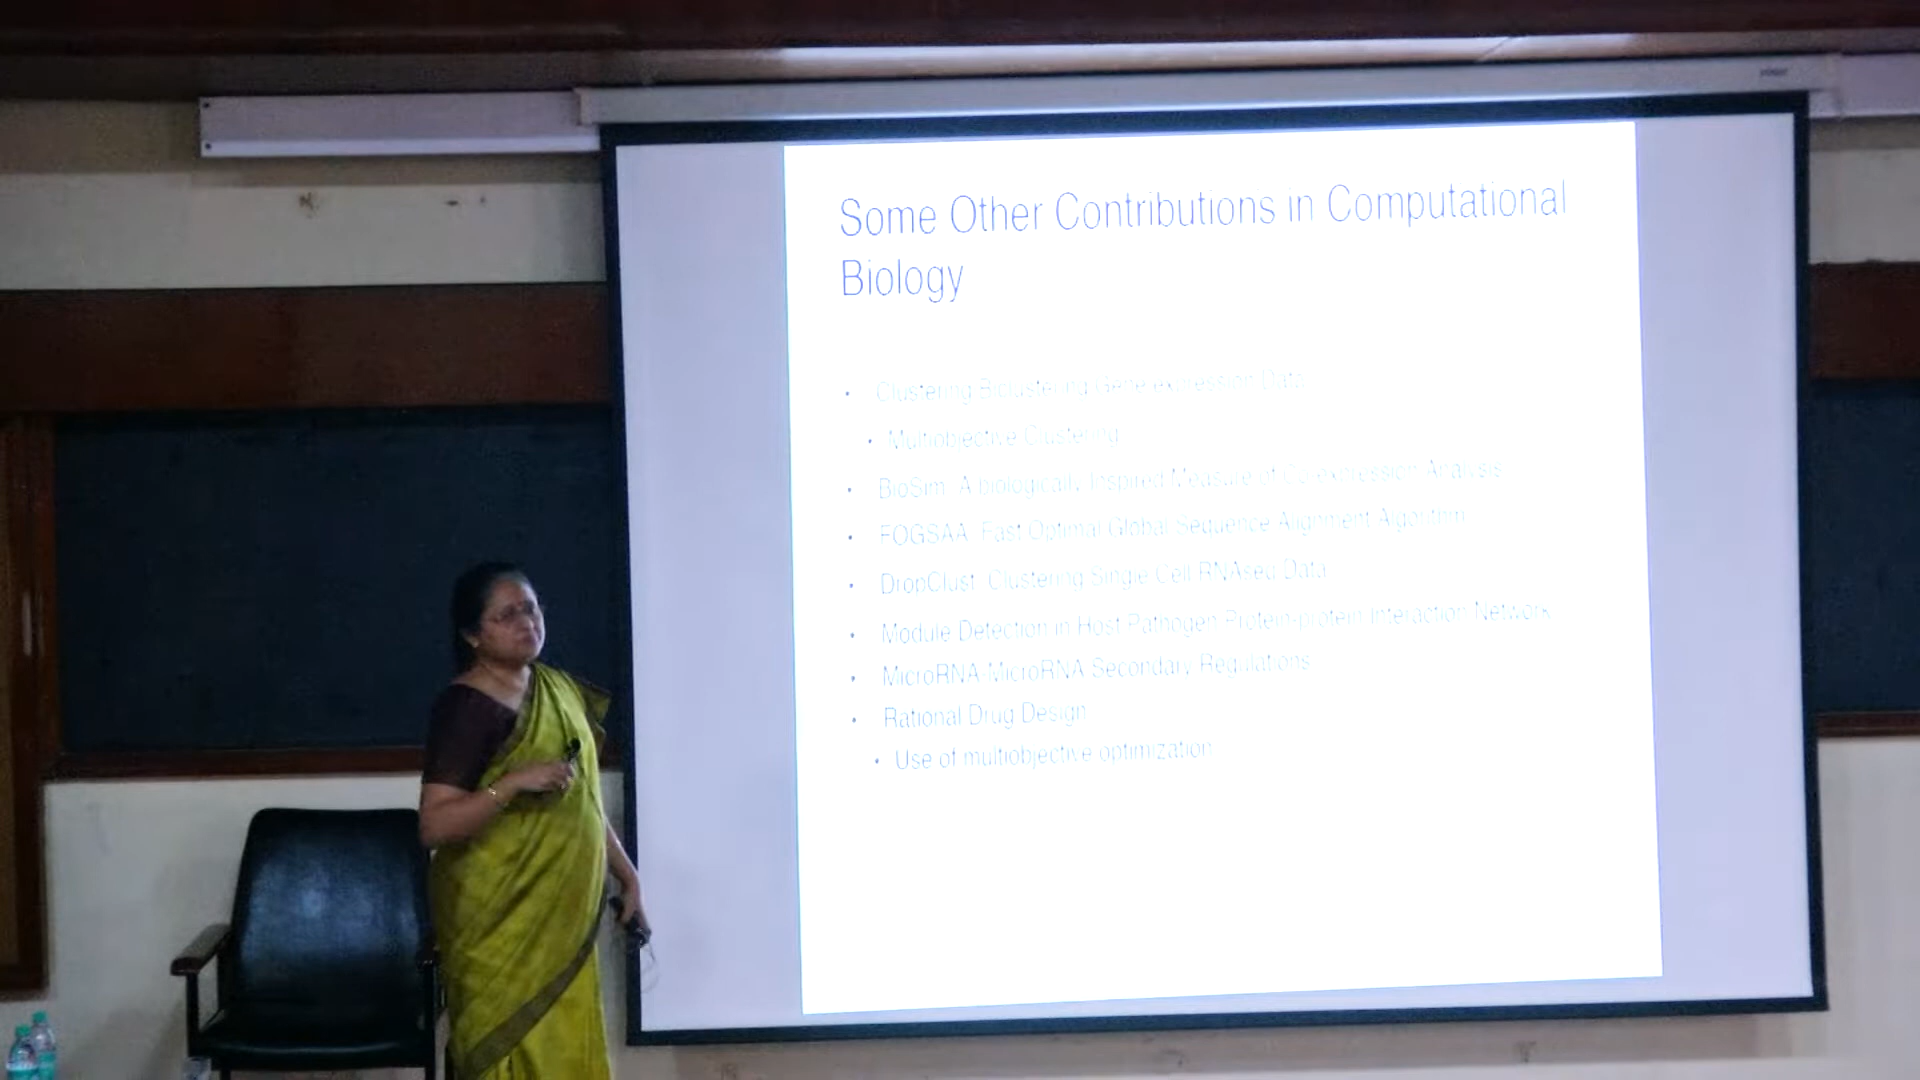 Some Other Contributions in Computational
Biology
• Clustering Biclustering Gene expression Data
• Multiobjective Clustering
• BioSim A biologically Inspired Measure of Co-expression Analysis
• FOGSAA Fast Optimal Global Sequence Alignment Algorithm
• DropClust Clustering Single Cell RNAseq Data
• Module Detection in Host Pathogen Protein-protein Interaction Network
• MicroRNA-MicroRNA Secondary Regulations
• Rational Drug Design
• Use of multiobjective optimization